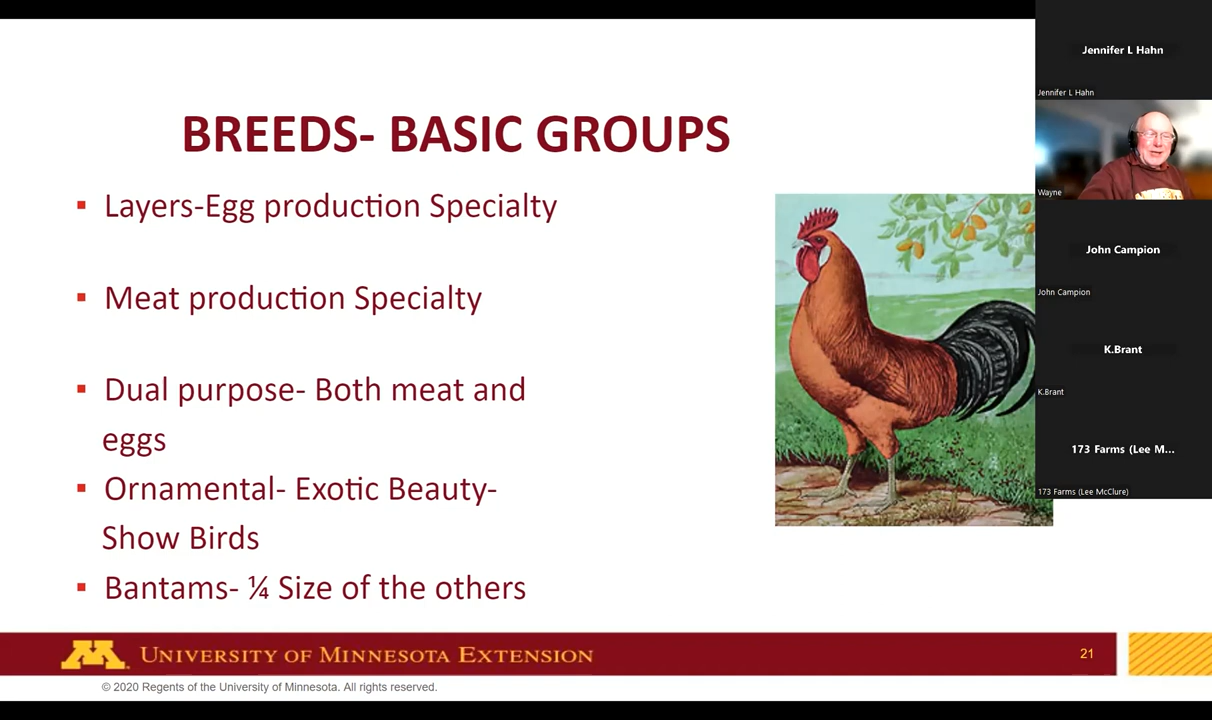 BREEDS- BASIC GROUPS
▪ Layers-Egg production Specialty
▪ Meat production Specialty
▪ Dual purpose- Both meat and
eggs
▪ Ornamental- Exotic Beauty-
Show Birds
▪ Bantams- ¼ Size of the others
UNIVERSITY OF MINNESOTA EXTENSION
21
© 2020 Regents of the University of Minnesota. All rights reserved.
Jennifer L Hahn
Jennifer L Hahn
Wayne
John Campion
John Campion
K.Brant
K.Brant
173 Farms (Lee M...
173 Farms (Lee McClure)